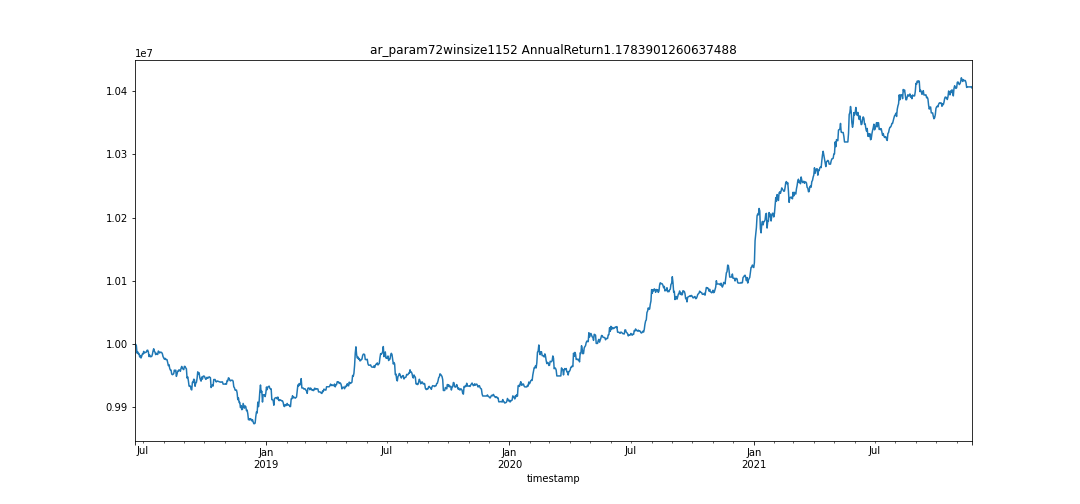 ar_param72winsize1152 AnnualReturn1.1783901260637488
1e7
1.04
1.03
1.02
1.01
1.00
0.99
Jul Jan Jul Jan Jul Jan Jul
2019 2020 2021
timestamp